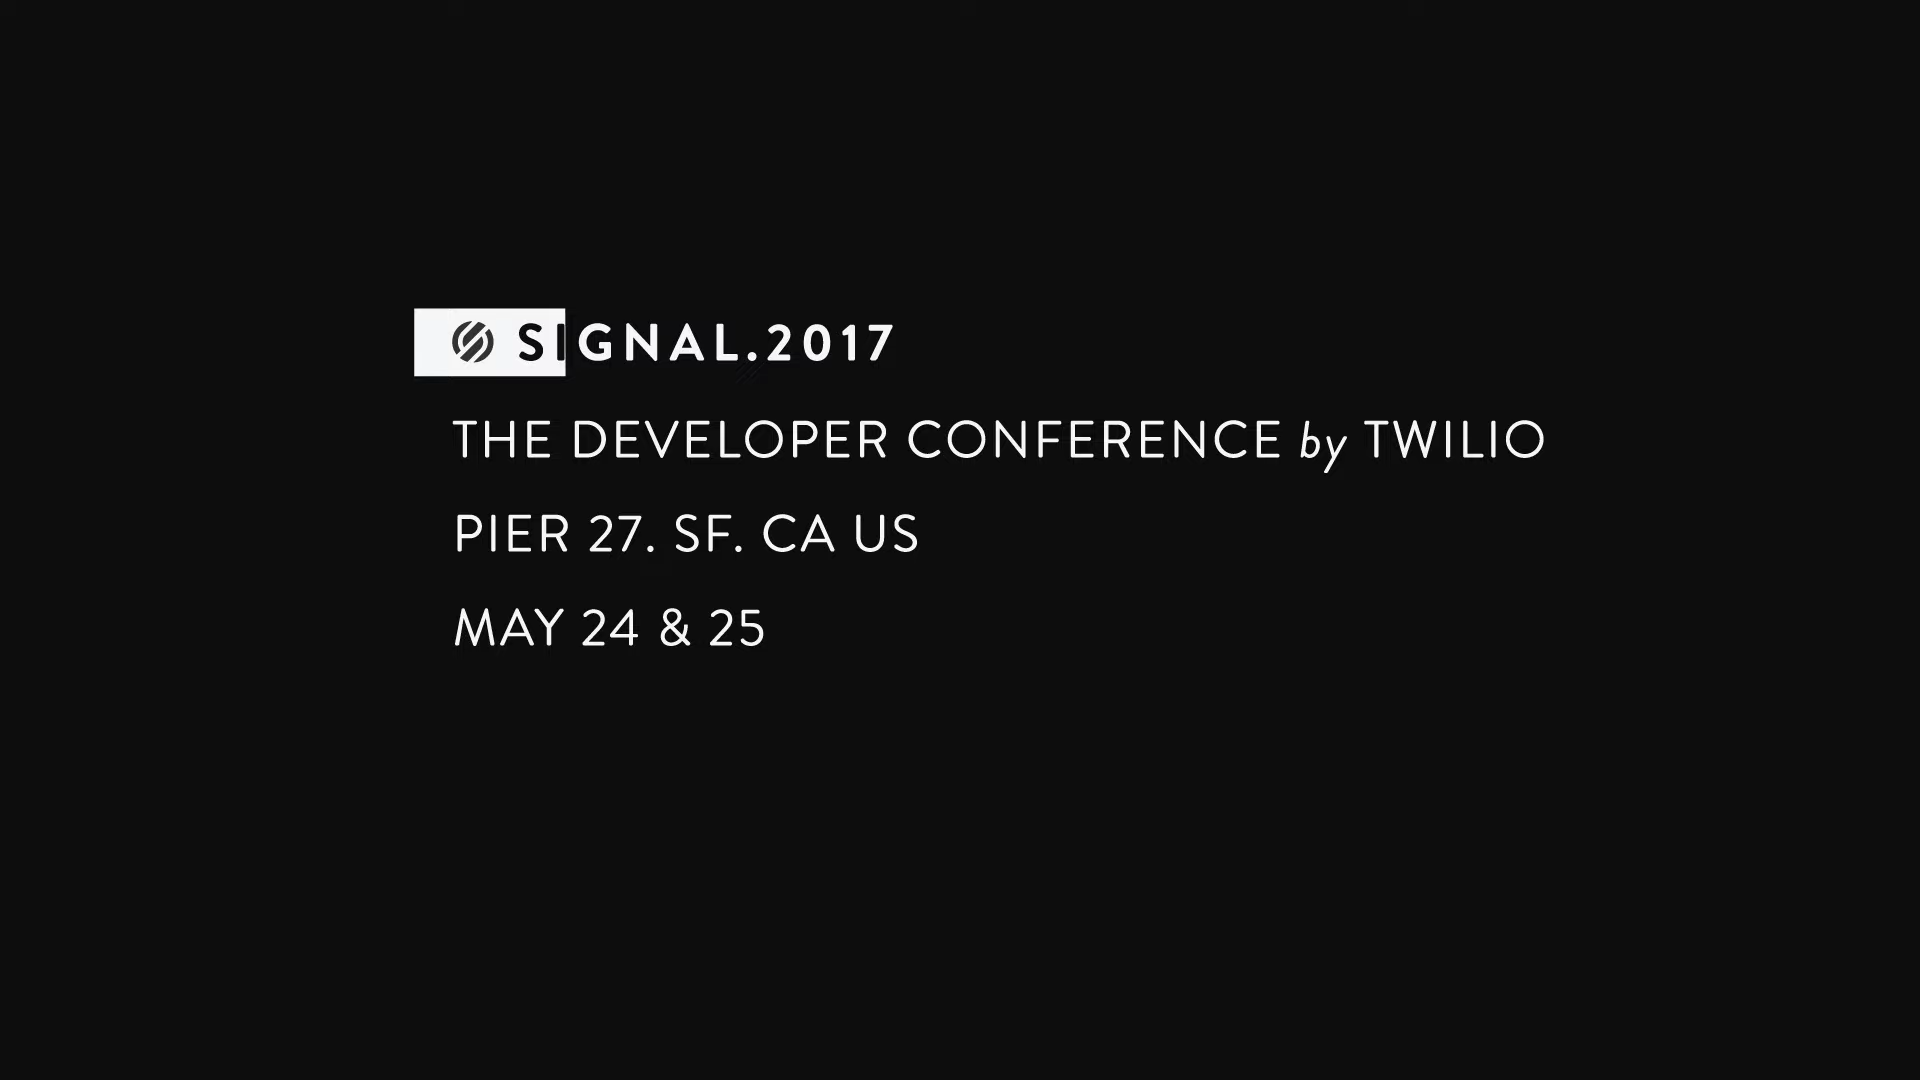 SIGNAL.2017
THE DEVELOPER CONFERENCE by TWILIO
PIER 27. SF. CA US
MAY 24 & 25